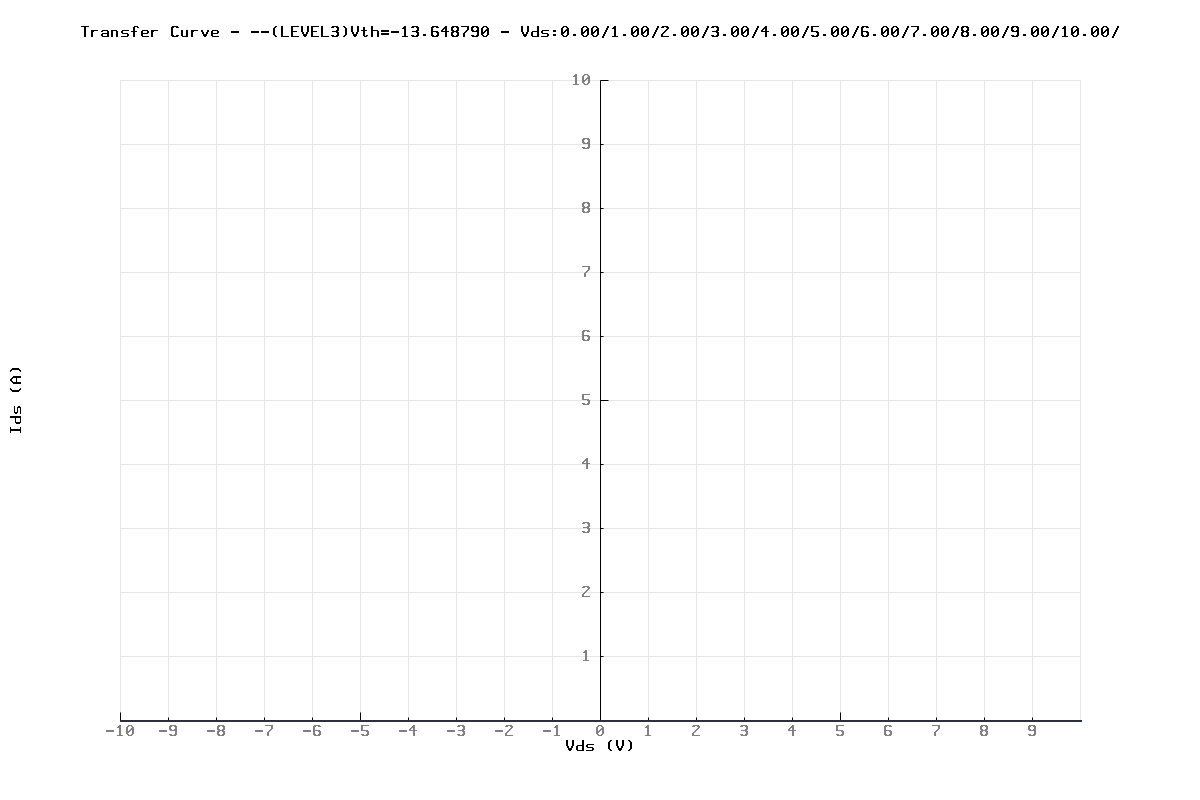 Transfer Curve - --(LEVEL3)Vth=-13.648790 - Vds:0.00/1.00/2.00/3.00/4.00/5.00/6.00/7.00/8.00/9.00/10.00/
10
9
8
7
6
5
4
3
2
1
Ids (A)
-10 -9 -8 -7 -6 -5 -4 -3 -2 -1 0 1 2 3 4 5 6 7 8 9
Vds (V)